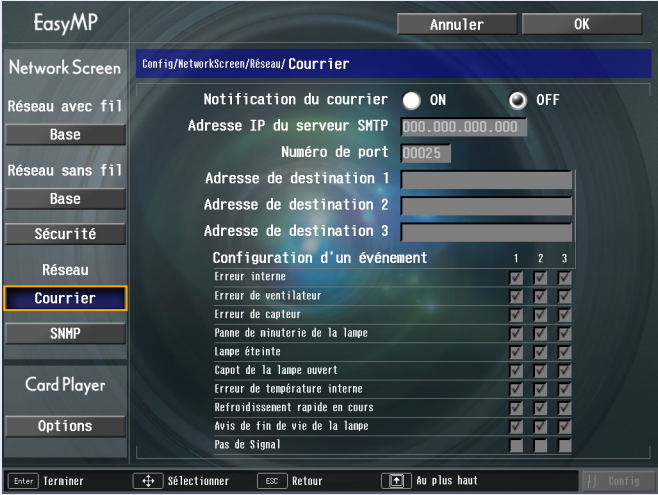 EasyMP
Annuler
OK
Network Screen
Config/NetworkScreen/Réseau/Courrier
Réseau avec fil
Base
Réseau sans fil
Base
Sécurité
Réseau
Courrier
SNMP
Card Player
Options
Notification du courrier ON OFF
Adresse IP du serveur SMTP 000.000.000.000
Numéro de port 00025
Adresse de destination 1
Adresse de destination 2
Adresse de destination 3
Configuration d'un événement 1 2 3
Erreur interne
Erreur de ventilateur
Erreur de capteur
Panne de minuterie de la lampe
Lampe éteinte
Capot de la lampe ouvert
Erreur de température interne
Refroidissement rapide en cours
Avis de fin de vie de la lampe
Pas de Signal
Enter Terminer
Sélectionner
ESC Retour
Au plus haut
Config